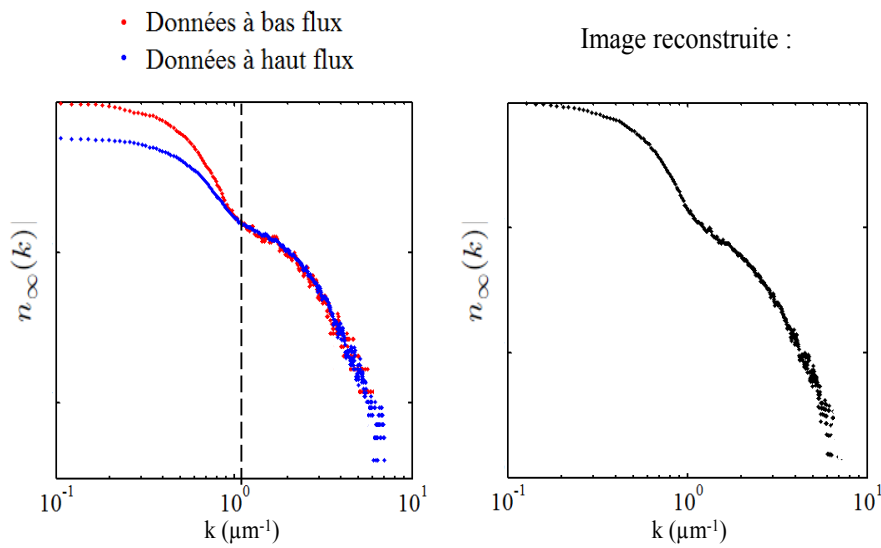 • Données à bas flux
• Données à haut flux
Image reconstruite :
n∞(k)|
10⁻¹ 10⁰ 10¹
k (µm⁻¹)
n∞(k)|
10⁻¹ 10⁰ 10¹
k (µm⁻¹)